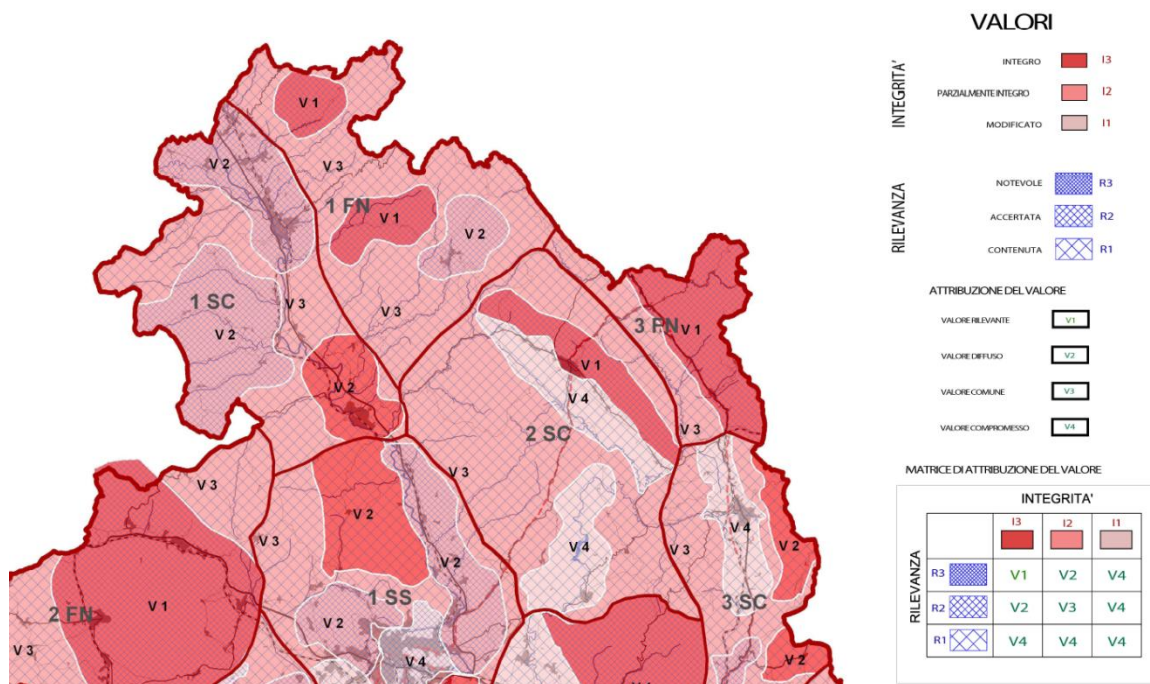 VALORI
INTEGRITA'
INTEGRO I3
PARZIALMENTE INTEGRO I2
MODIFICATO I1
RILEVANZA
NOTEVOLE R3
ACCERTATA R2
CONTENUTA R1
ATTRIBUZIONE DEL VALORE
VALORE RILEVANTE V1
VALORE DIFFUSO V2
VALORE COMUNE V3
VALORE COMPROMESSO V4
MATRICE DI ATTRIBUZIONE DEL VALORE
INTEGRITA'
I3 I2 I1
RILEVANZA
R3 V1 V2 V4
R2 V2 V3 V4
R1 V4 V4 V4
V 1
V 2
V 3
1 FN
V 1
V 2
1 SC
V 3
V 3
V 2
3 FN
V 1
V 1
V 2
V 4
2 SC
V 3
V 3
V 3
V 2
V 3
V 4
V 4
V 2
V 2
V 3
3 SC
1 SS
2 FN
V 1
V 2
V 3
V 4
V 2